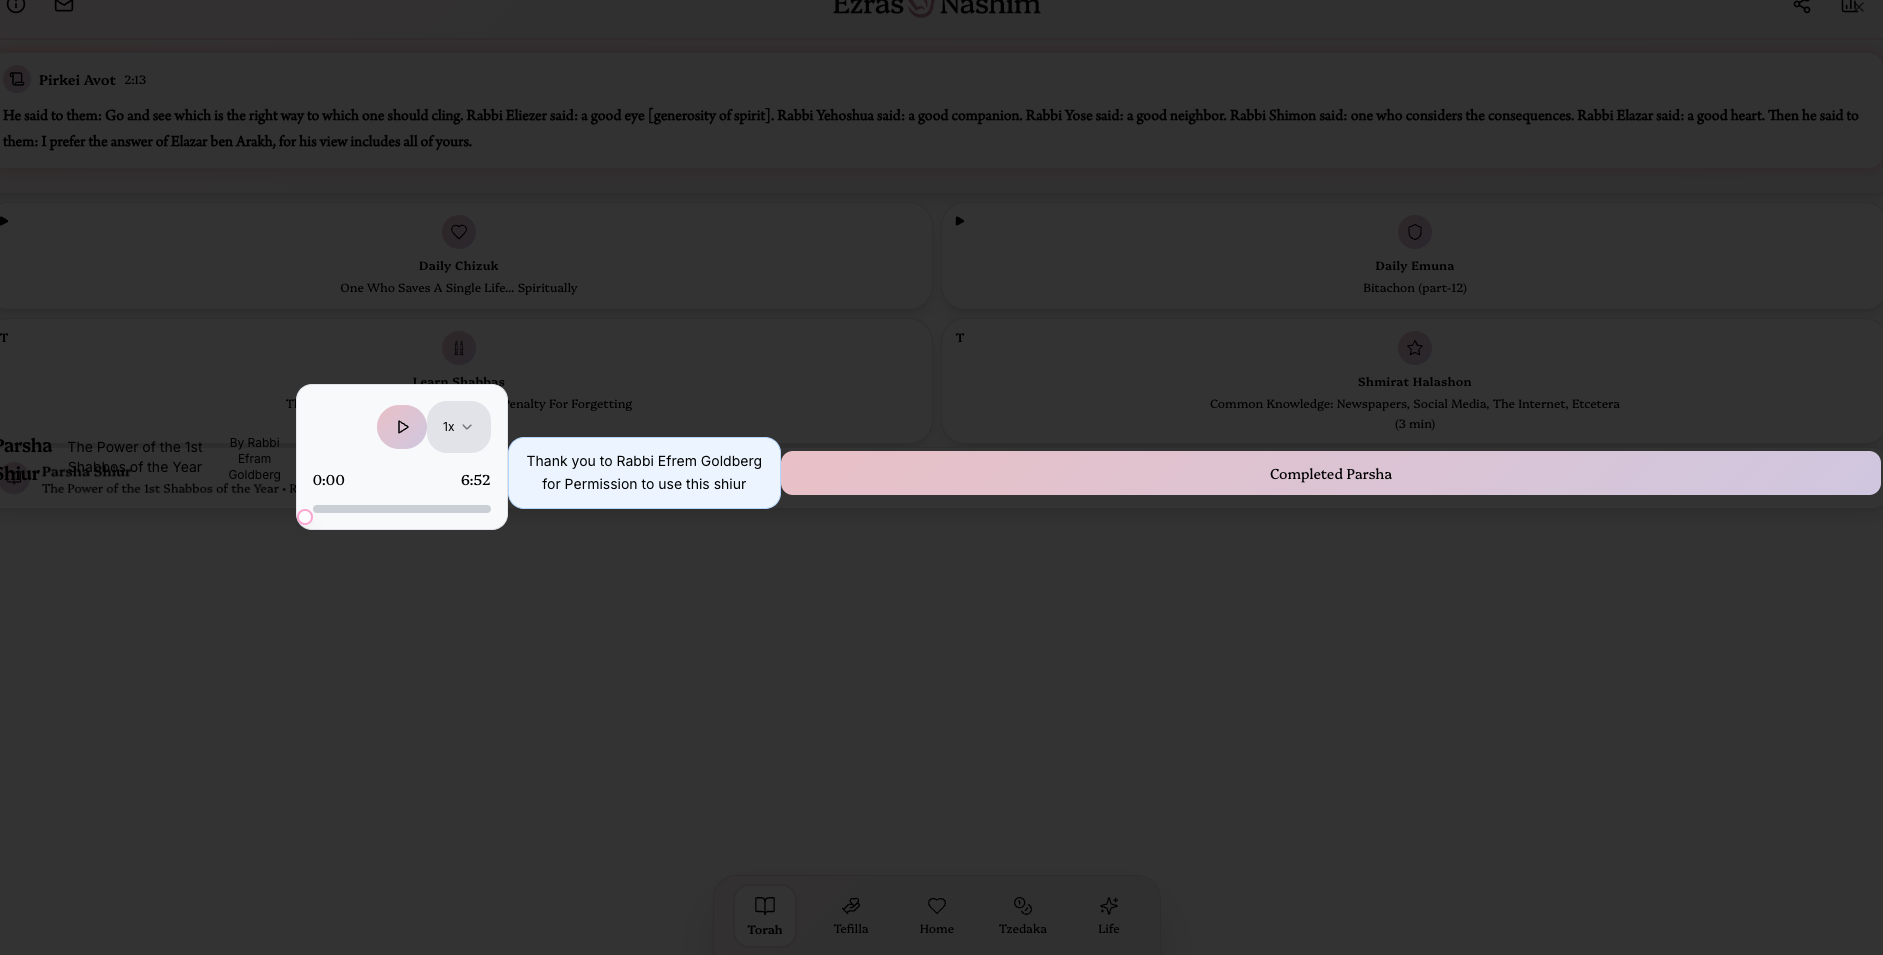 Ezras Nashim
Pirkei Avot 2:13
He said to them: Go and see which is the right way to which one should cling. Rabbi Eliezer said: a good eye [generosity of spirit]. Rabbi Yehoshua said: a good companion. Rabbi Yose said: a good neighbor. Rabbi Shimon said: one who considers the consequences. Rabbi Elazar said: a good heart. Then he said to
them: I prefer the answer of Elazar ben Arakh, for his view includes all of yours.
Daily Chizuk
One Who Saves A Single Life... Spiritually
Daily Emuna
Bitachon (part-12)
T
Learn Shabbas
enalty For Forgetting
T
Shmirat Halashon
Common Knowledge: Newspapers, Social Media, The Internet, Etcetera
(3 min)
Parsha
Shiur
The Power of the 1st
Shabbos of the Year
By Rabbi
Efram
Goldberg
Parsha Shiur
The Power of the 1st Shabbos of the Year •
1x
0:00
6:52
Thank you to Rabbi Efrem Goldberg
for Permission to use this shiur
Completed Parsha
Torah
Tefilla
Home
Tzedaka
Life